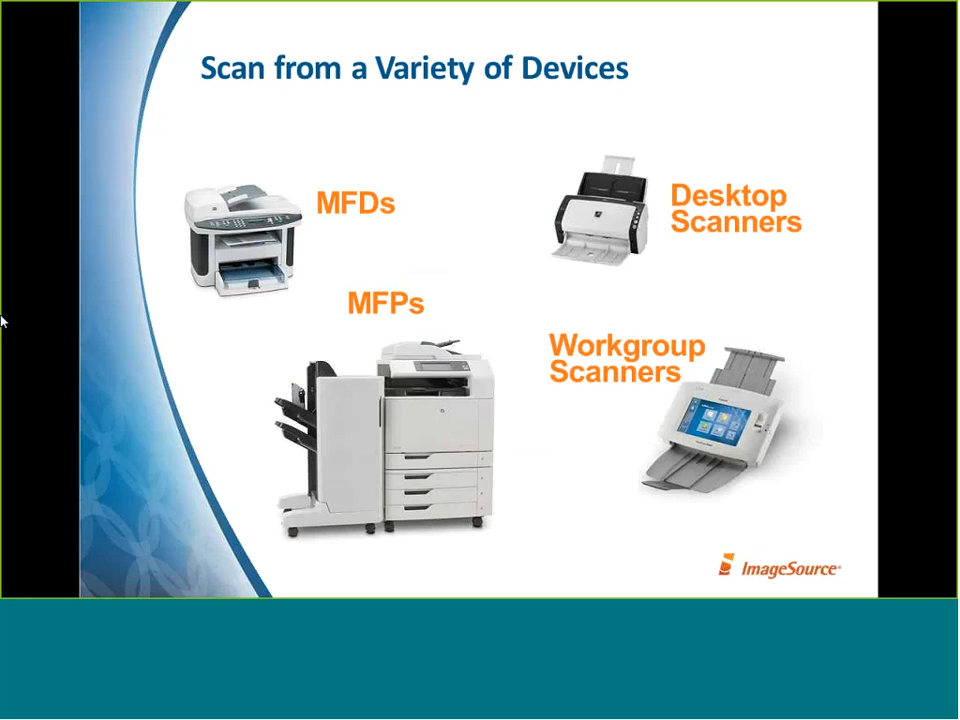 Scan from a Variety of Devices
MFDs
Desktop
Scanners
MFPs
Workgroup
Scanners
ImageSource®